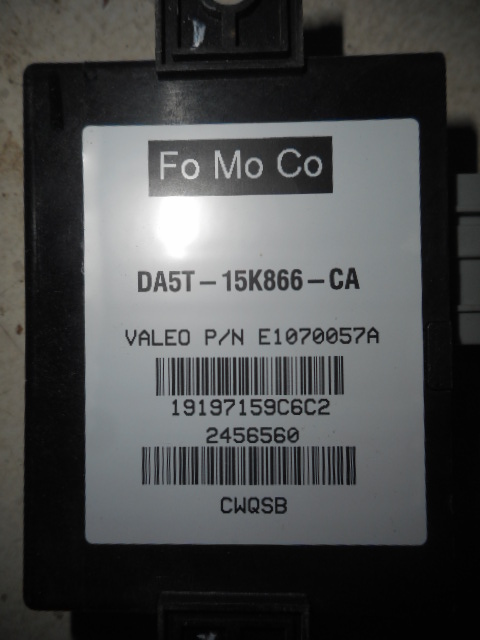 Fo Mo Co
DA5T-15K866-CA
VALEO P/N E1070057A
19197159C6C2
2456560
CWQSB